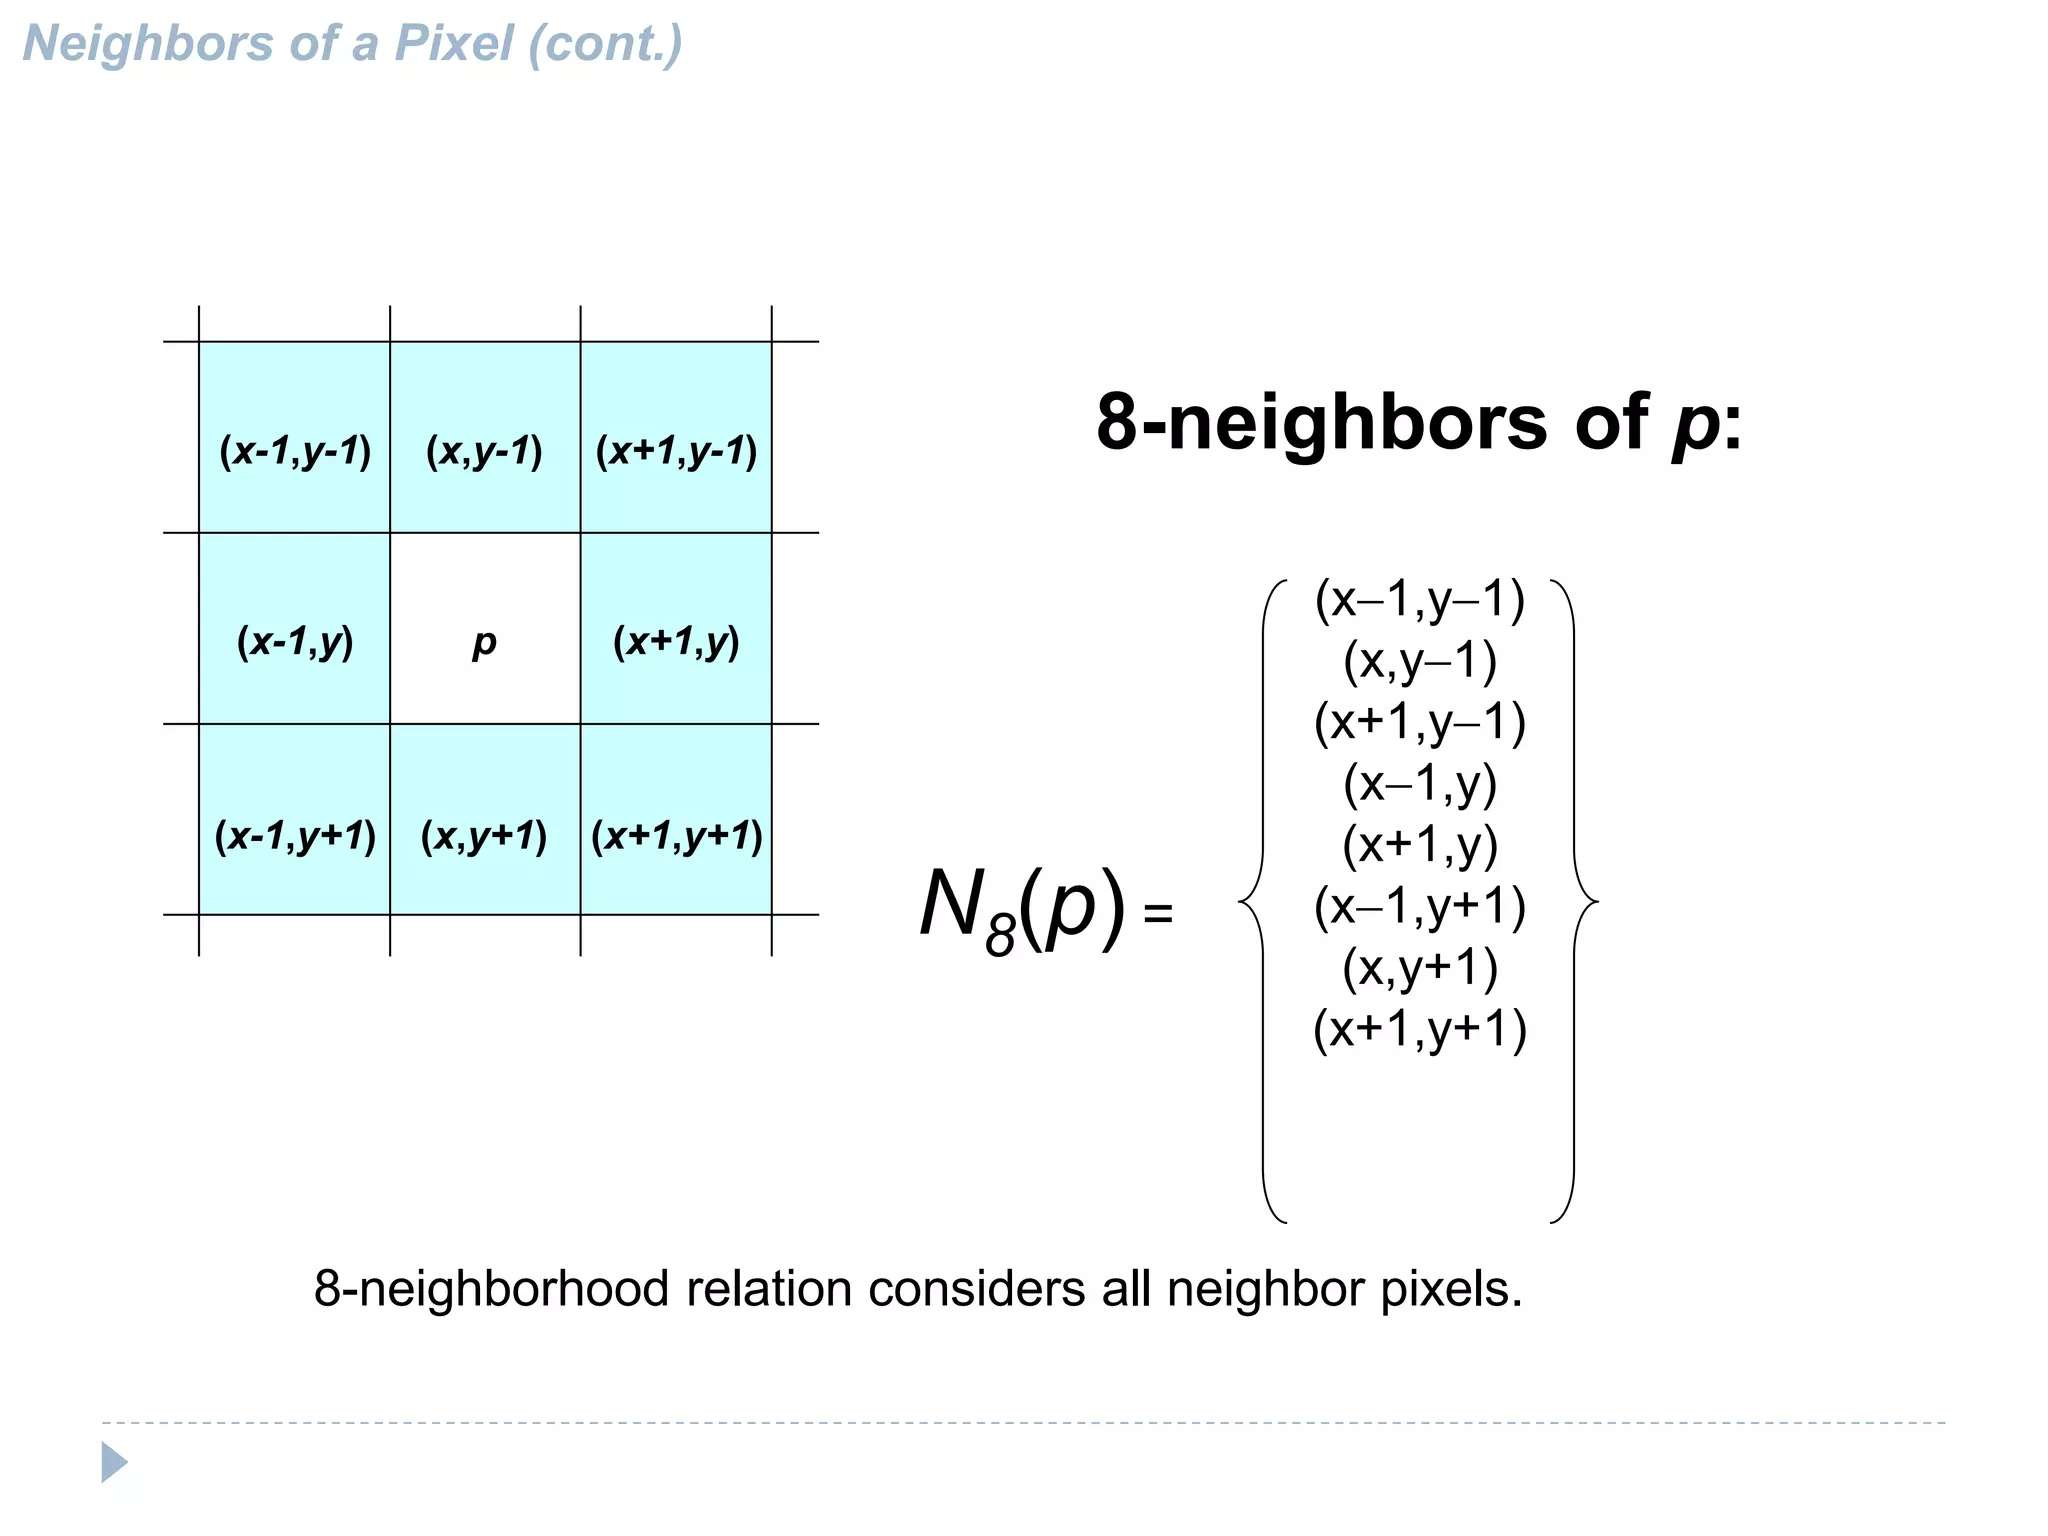 Neighbors of a Pixel (cont.)
(x-1,y-1) (x,y-1) (x+1,y-1)
(x-1,y) p (x+1,y)
(x-1,y+1) (x,y+1) (x+1,y+1)
8-neighbors of p:
N8(p) =
(x−1,y−1)
(x,y−1)
(x+1,y−1)
(x−1,y)
(x+1,y)
(x−1,y+1)
(x,y+1)
(x+1,y+1)
8-neighborhood relation considers all neighbor pixels.